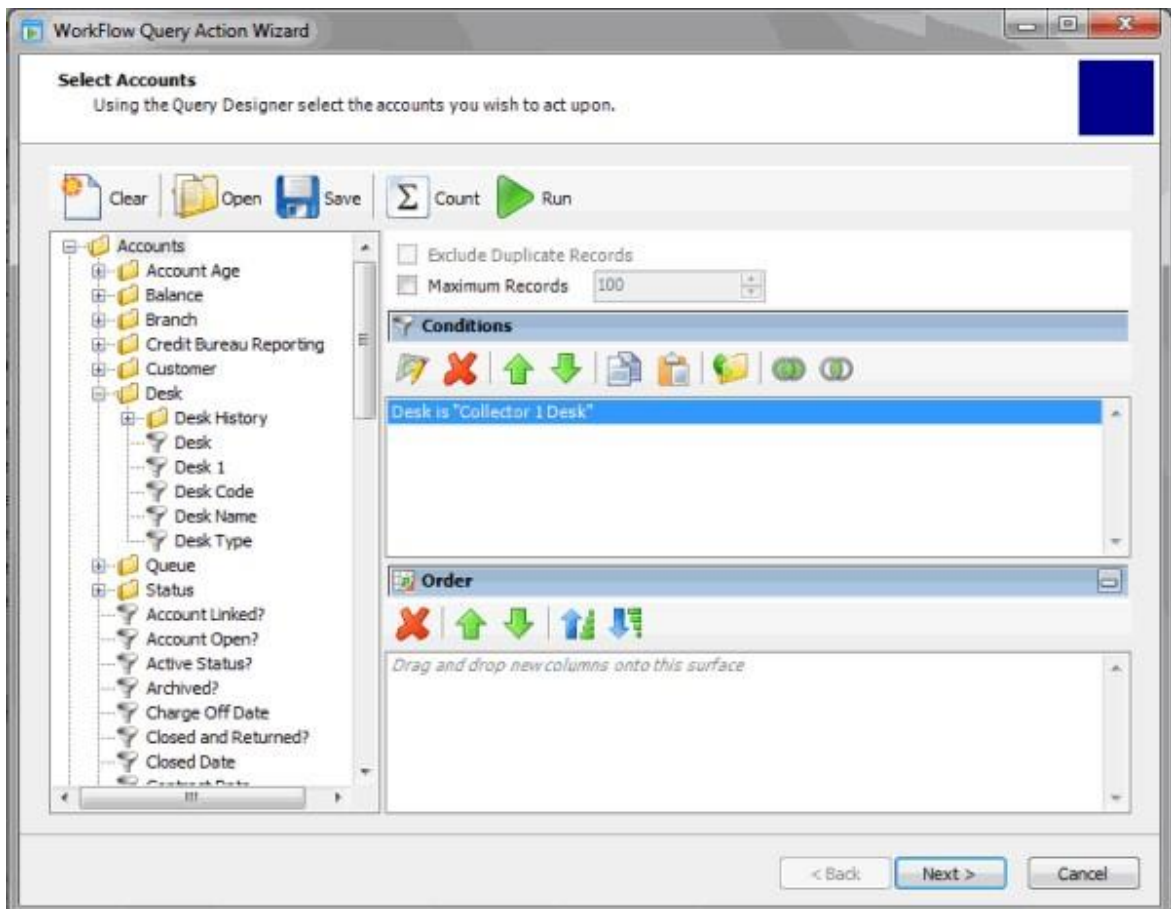 WorkFlow Query Action Wizard
Select Accounts
Using the Query Designer select the accounts you wish to act upon.
Clear Open Save Σ Count Run
Accounts
Account Age
Balance
Branch
Credit Bureau Reporting
Customer
Desk
Desk History
Desk
Desk 1
Desk Code
Desk Name
Desk Type
Queue
Status
Account Linked?
Account Open?
Active Status?
Archived?
Charge Off Date
Closed and Returned?
Closed Date
Exclude Duplicate Records
Maximum Records 100
Conditions
Desk is "Collector 1 Desk"
Order
Drag and drop new columns onto this surface
< Back Next > Cancel